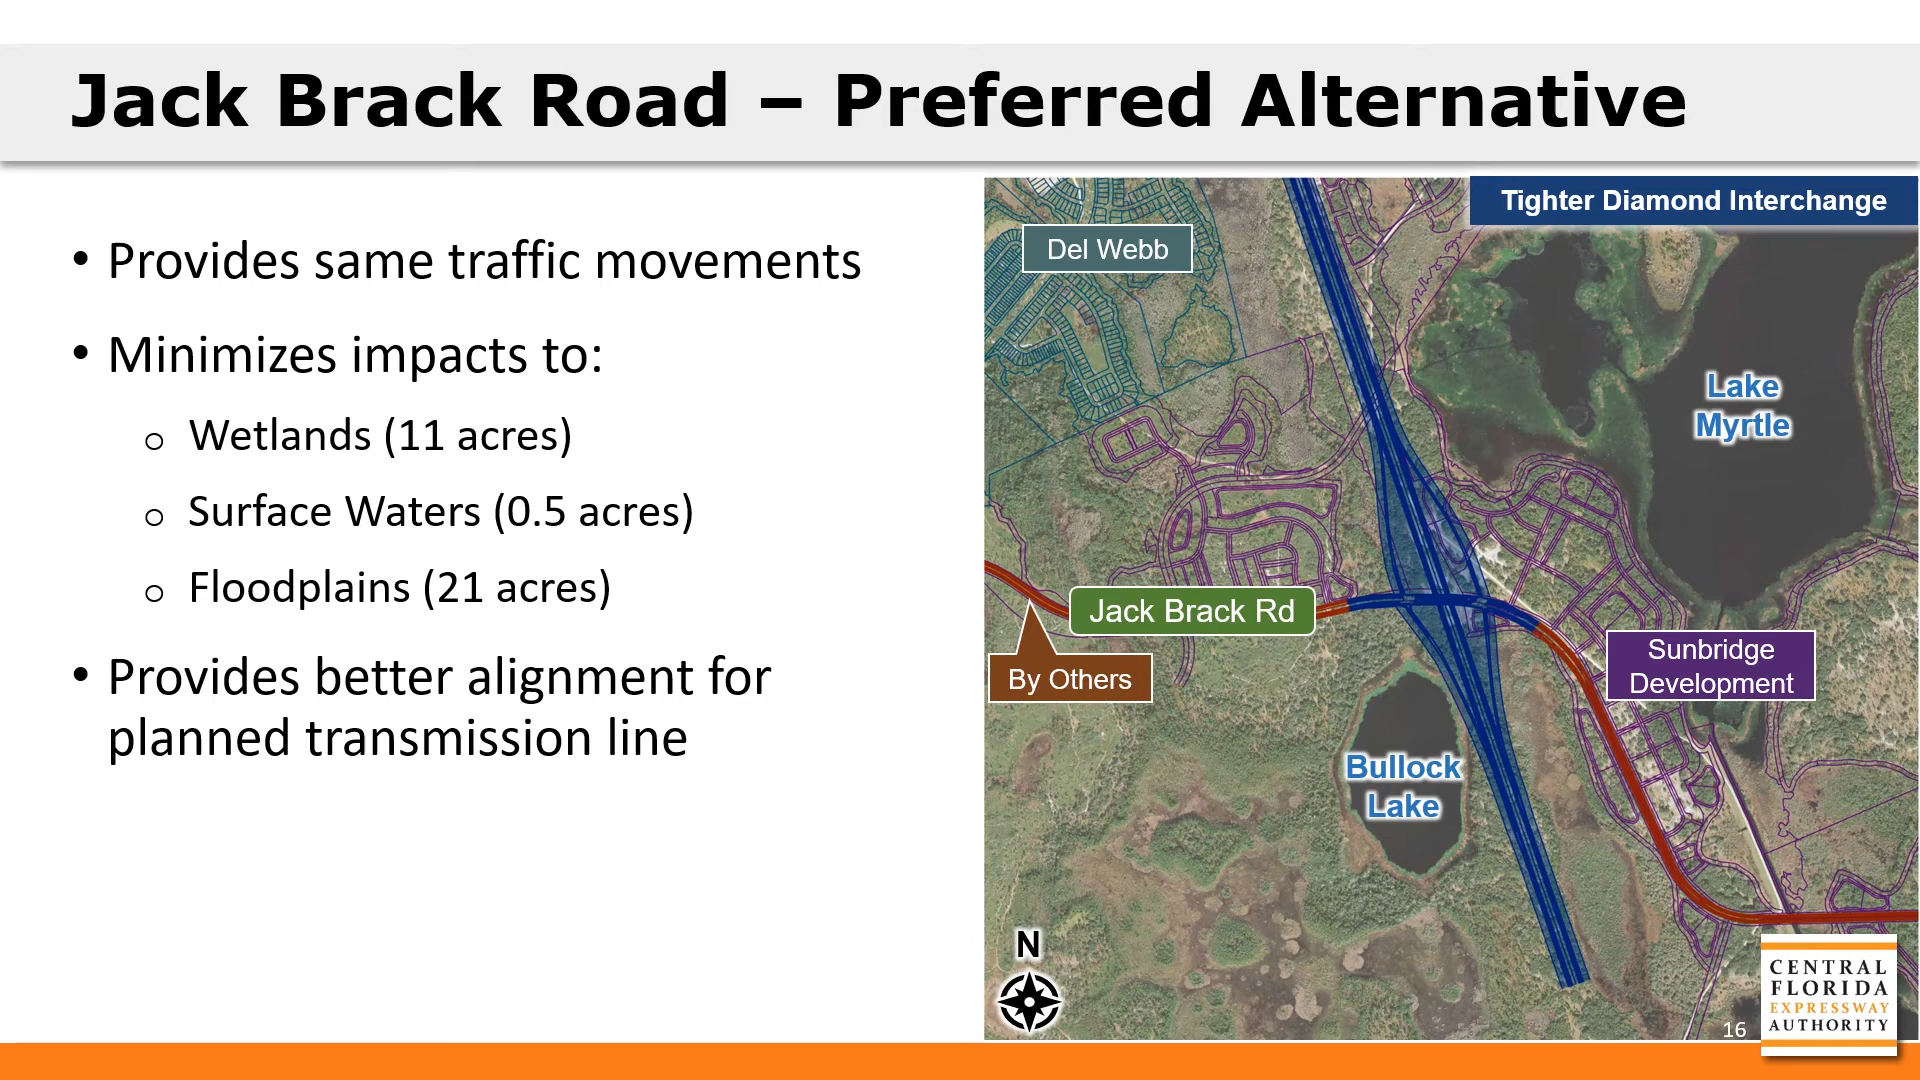 Jack Brack Road – Preferred Alternative
• Provides same traffic movements
• Minimizes impacts to:
o Wetlands (11 acres)
o Surface Waters (0.5 acres)
o Floodplains (21 acres)
• Provides better alignment for
planned transmission line
Tighter Diamond Interchange
Del Webb
Lake
Myrtle
Jack Brack Rd
By Others
Sunbridge
Development
Bullock
Lake
N
16
CENTRAL
FLORIDA
EXPRESSWAY
AUTHORITY